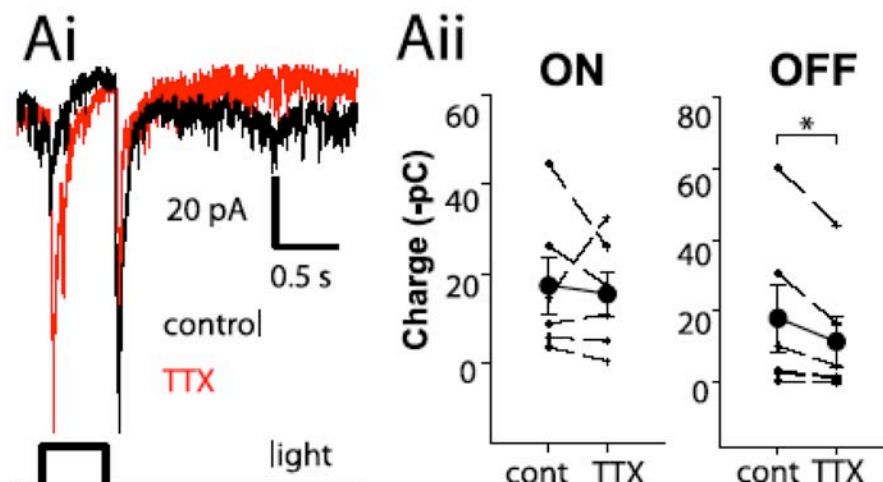 Ai
20 pA
0.5 s
control
TTX
light
Aii
ON
OFF
Charge (-pC)
60
40
20
0
cont TTX
80
60
40
20
0
*
cont TTX